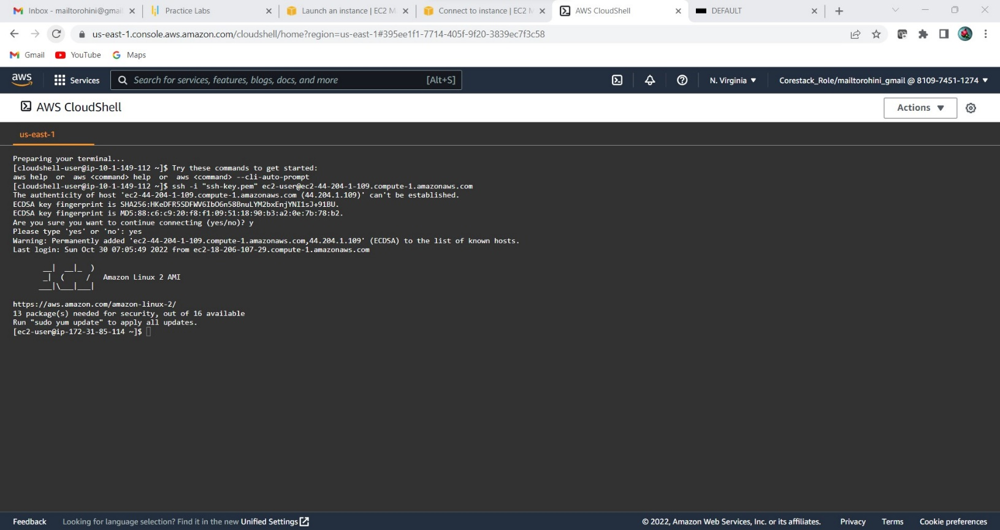 Inbox - mailtorohini@gmai
Practice Labs
Launch an instance | EC2 M
Connect to instance | EC2 M
AWS CloudShell
DEFAULT
us-east-1.console.aws.amazon.com/cloudshell/home?region=us-east-1#395ee1f1-7714-405f-9f20-3839ec7f3c58
Gmail YouTube Maps
aws Services Search for services, features, blogs, docs, and more [Alt+S] N. Virginia ▼ Corestack_Role/mailtorohini_gmail @ 8109-7451-1274 ▼
AWS CloudShell Actions ▼
us-east-1
Preparing your terminal...
[cloudshell-user@ip-10-1-149-112 ~]$ Try these commands to get started:
aws help  or  aws <command> help  or  aws <command> --cli-auto-prompt
[cloudshell-user@ip-10-1-149-112 ~]$ ssh -i "ssh-key.pem" ec2-user@ec2-44-204-1-109.compute-1.amazonaws.com
The authenticity of host 'ec2-44-204-1-109.compute-1.amazonaws.com (44.204.1.109)' can't be established.
ECDSA key fingerprint is SHA256:HKeDFR5SDFWV6IbO6n58BnuLYM2bxEnjYNI1sJ+91BU.
ECDSA key fingerprint is MD5:88:c6:c9:20:f8:f1:09:51:18:90:b3:a2:0e:7b:78:b2.
Are you sure you want to continue connecting (yes/no)? y
Please type 'yes' or 'no': yes
Warning: Permanently added 'ec2-44-204-1-109.compute-1.amazonaws.com,44.204.1.109' (ECDSA) to the list of known hosts.
Last login: Sun Oct 30 07:05:49 2022 from ec2-18-206-107-29.compute-1.amazonaws.com
       __|  __|_  )
       _|  (     /   Amazon Linux 2 AMI
      ___|\___|___|
https://aws.amazon.com/amazon-linux-2/
13 package(s) needed for security, out of 16 available
Run "sudo yum update" to apply all updates.
[ec2-user@ip-172-31-85-114 ~]$
Feedback Looking for language selection? Find it in the new Unified Settings © 2022, Amazon Web Services, Inc. or its affiliates. Privacy Terms Cookie preferences